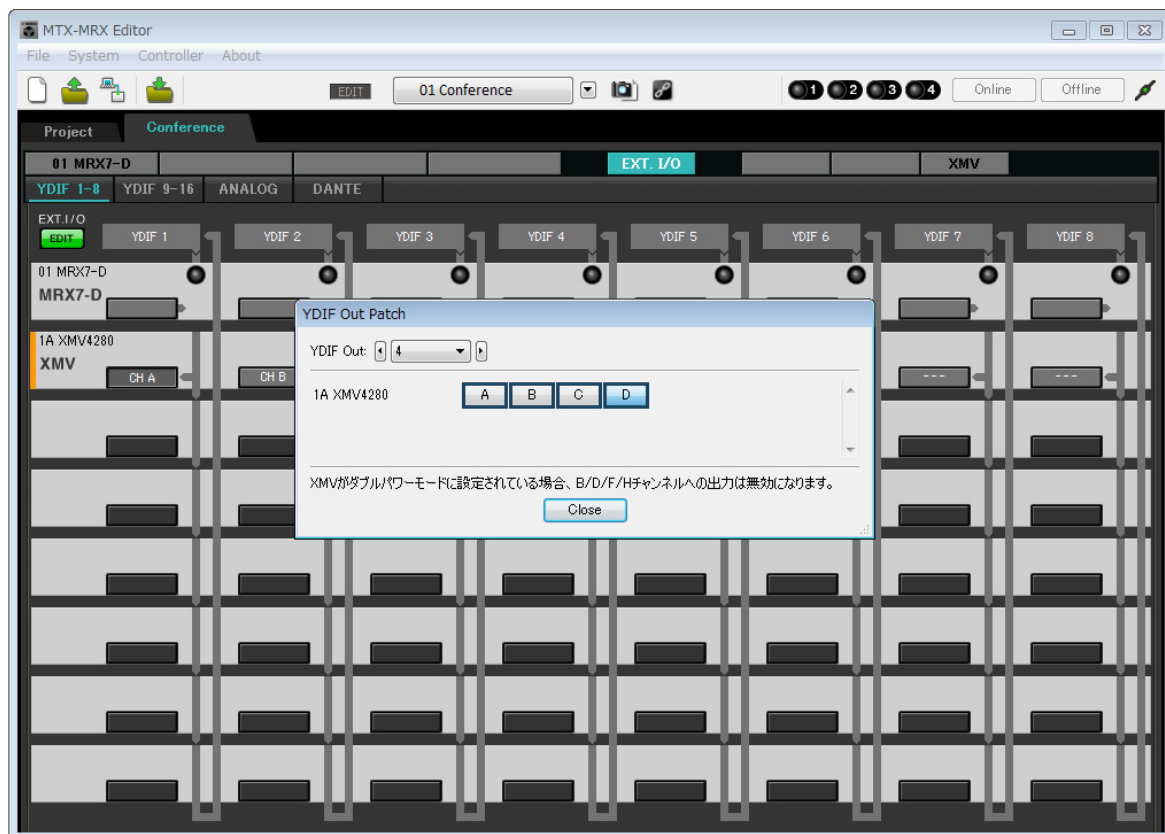 MTX-MRX Editor
File System Controller About
EDIT 01 Conference 1 2 3 4 Online Offline
Project Conference
01 MRX7-D EXT. I/O XMV
YDIF 1-8 YDIF 9-16 ANALOG DANTE
EXT.I/O
EDIT YDIF 1 YDIF 2 YDIF 3 YDIF 4 YDIF 5 YDIF 6 YDIF 7 YDIF 8
01 MRX7-D
MRX7-D
YDIF Out Patch
1A XMV4280
XMV
CH A CH B --- ---
YDIF Out: 4
1A XMV4280 A B C D
XMVがダブルパワーモードに設定されている場合、B/D/F/Hチャンネルへの出力は無効になります。
Close